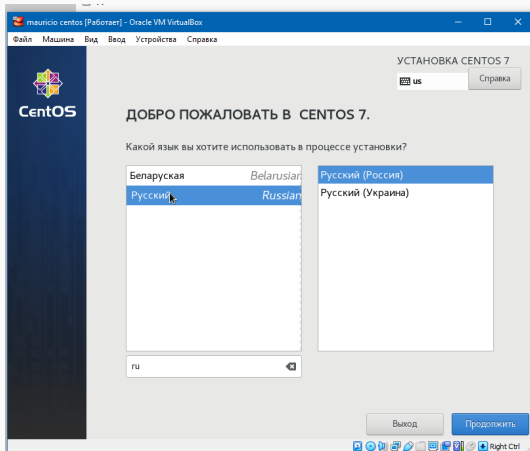 mauricio centos [Работает] - Oracle VM VirtualBox
Файл Машина Вид Ввод Устройства Справка
УСТАНОВКА CENTOS 7
us
Справка
CentOS
ДОБРО ПОЖАЛОВАТЬ В CENTOS 7.
Какой язык вы хотите использовать в процессе установки?
Беларуская Belarusian
Русский Russian
Русский (Россия)
Русский (Украина)
ru
Выход
Продолжить
Right Ctrl